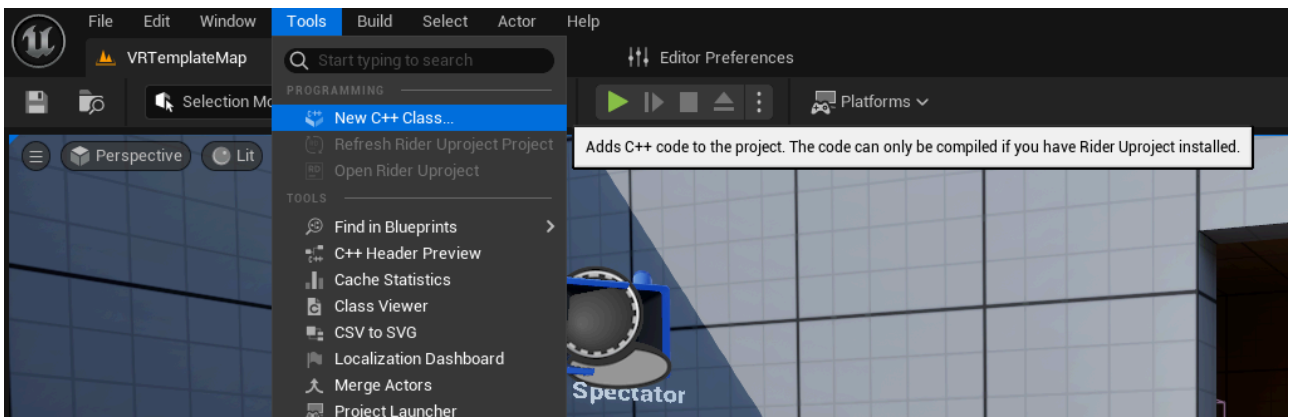 File Edit Window Tools Build Select Actor Help
VRTemplateMap
Start typing to search
Editor Preferences
PROGRAMMING
Selection Mo
Platforms
New C++ Class...
Adds C++ code to the project. The code can only be compiled if you have Rider Uproject installed.
Perspective
Lit
Refresh Rider Uproject Project
Open Rider Uproject
TOOLS
Find in Blueprints
C++ Header Preview
Cache Statistics
Class Viewer
CSV to SVG
Localization Dashboard
Merge Actors
Project Launcher
Spectator